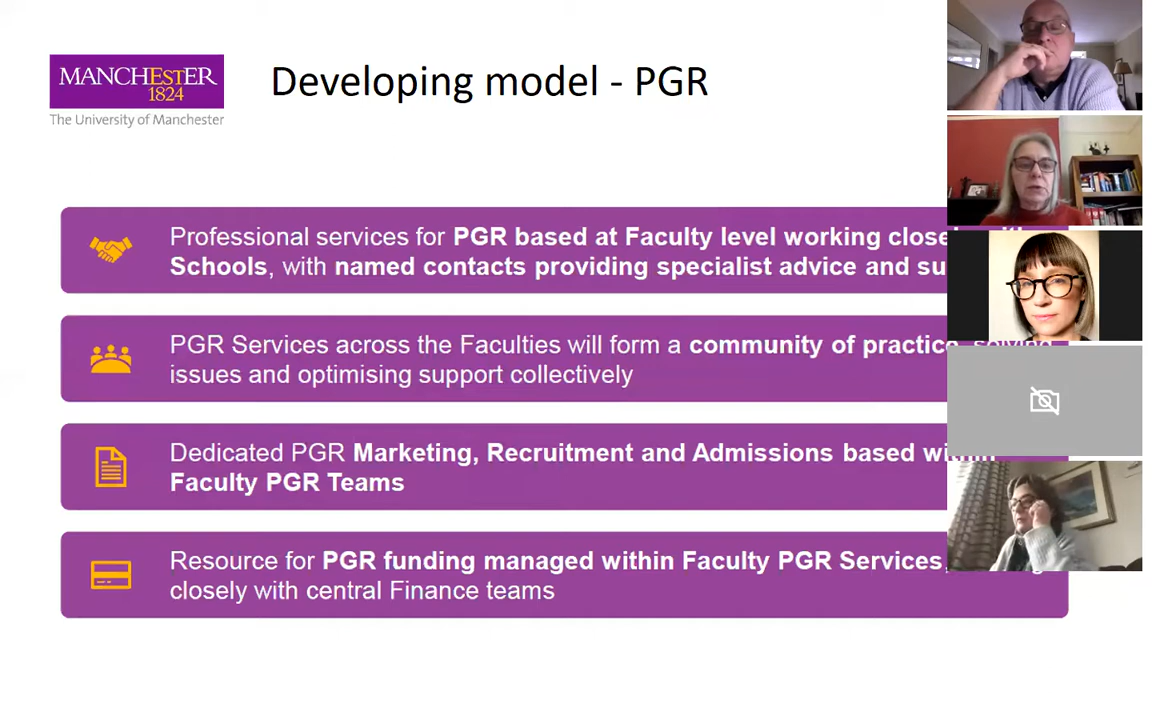 MANCHESTER
1824
The University of Manchester
Developing model - PGR
Professional services for PGR based at Faculty level working
Schools, with named contacts providing specialist advice and
PGR Services across the Faculties will form a community of practice,
issues and optimising support collectively
Dedicated PGR Marketing, Recruitment and Admissions based within
Faculty PGR Teams
Resource for PGR funding managed within Faculty PGR Services,
closely with central Finance teams